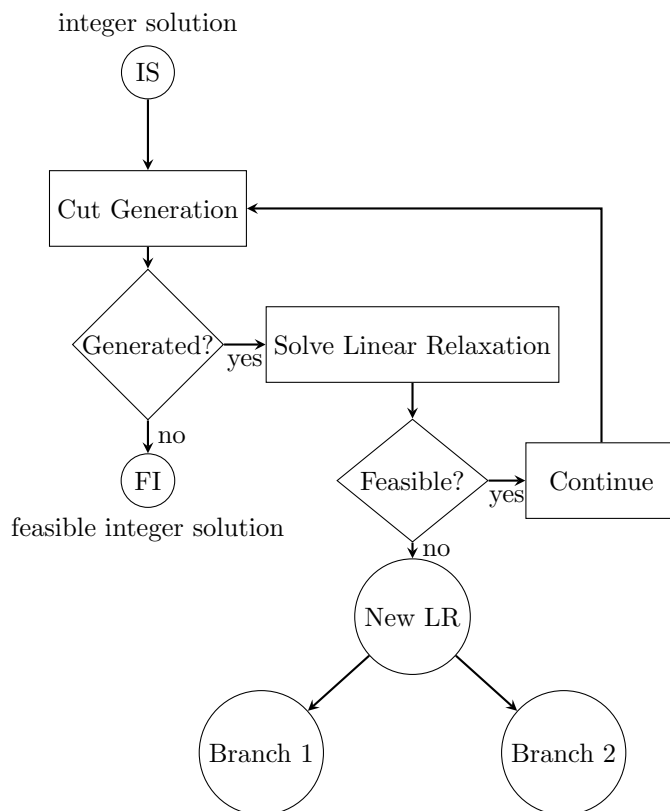 integer solution
IS
Cut Generation
Generated?
yes
Solve Linear Relaxation
no
FI
feasible integer solution
Feasible?
yes
Continue
no
New LR
Branch 1
Branch 2